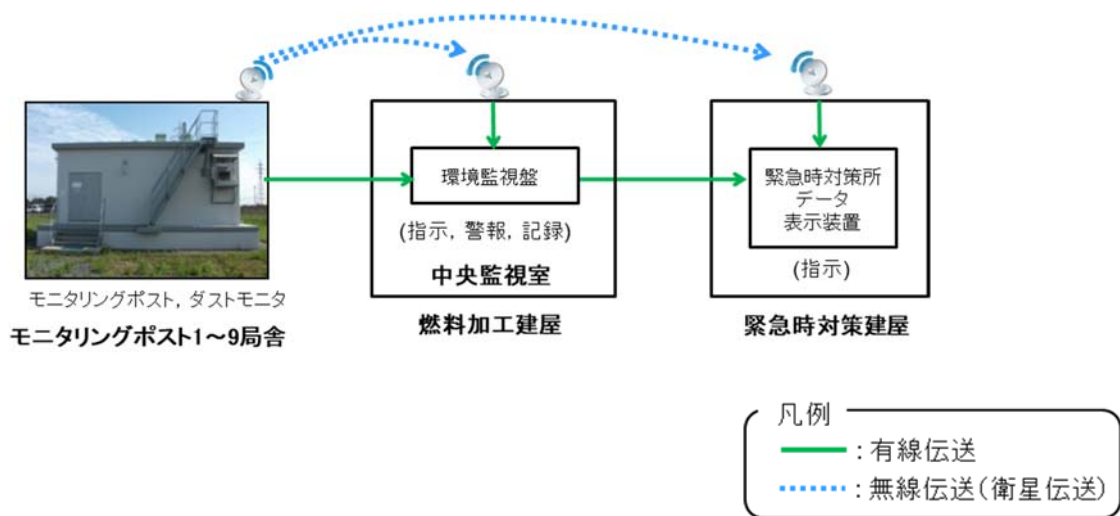 環境監視盤
(指示, 警報, 記録)
中央監視室
燃料加工建屋
緊急時対策所
データ
表示装置
(指示)
緊急時対策建屋
モニタリングポスト, ダストモニタ
モニタリングポスト1～9局舎
凡例
: 有線伝送
: 無線伝送(衛星伝送)